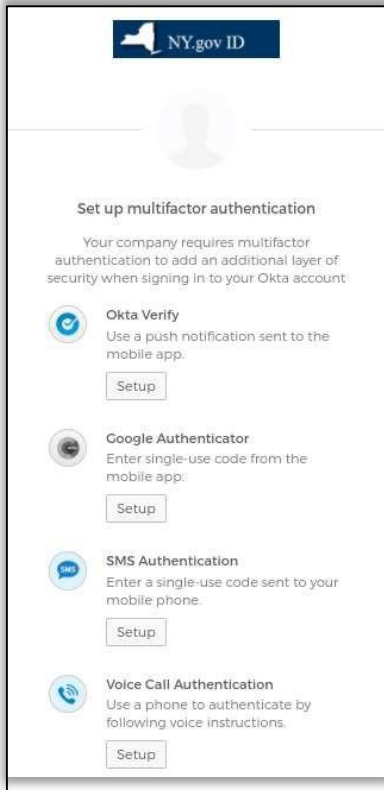 NY.gov ID
Set up multifactor authentication
Your company requires multifactor
authentication to add an additional layer of
security when signing in to your Okta account
Okta Verify
Use a push notification sent to the
mobile app.
Setup
Google Authenticator
Enter single-use code from the
mobile app.
Setup
SMS
SMS Authentication
Enter a single-use code sent to your
mobile phone.
Setup
Voice Call Authentication
Use a phone to authenticate by
following voice instructions.
Setup